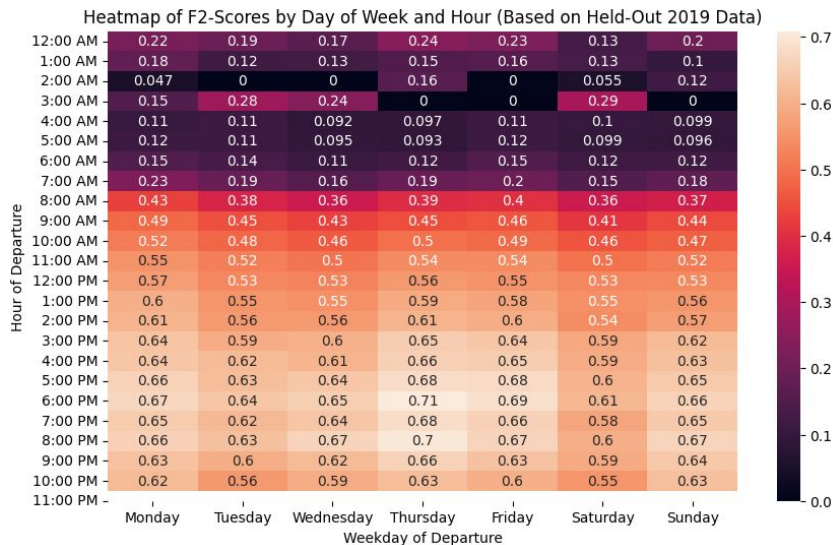 Heatmap of F2-Scores by Day of Week and Hour (Based on Held-Out 2019 Data)
12:00 AM 0.22 0.19 0.17 0.24 0.23 0.13 0.2
1:00 AM 0.18 0.12 0.13 0.15 0.16 0.13 0.1
2:00 AM 0.047 0 0 0.16 0 0.055 0.12
3:00 AM 0.15 0.28 0.24 0 0 0.29 0
4:00 AM 0.11 0.11 0.092 0.097 0.11 0.1 0.099
5:00 AM 0.12 0.11 0.095 0.093 0.12 0.099 0.096
6:00 AM 0.15 0.14 0.11 0.12 0.15 0.12 0.12
7:00 AM 0.23 0.19 0.16 0.19 0.2 0.15 0.18
8:00 AM 0.43 0.38 0.36 0.39 0.4 0.36 0.37
9:00 AM 0.49 0.45 0.43 0.45 0.46 0.41 0.44
10:00 AM 0.52 0.48 0.46 0.5 0.49 0.46 0.47
11:00 AM 0.55 0.52 0.5 0.54 0.54 0.5 0.52
12:00 PM 0.57 0.53 0.53 0.56 0.55 0.53 0.53
1:00 PM 0.6 0.55 0.55 0.59 0.58 0.55 0.56
2:00 PM 0.61 0.56 0.56 0.61 0.6 0.54 0.57
3:00 PM 0.64 0.59 0.6 0.65 0.64 0.59 0.62
4:00 PM 0.64 0.62 0.61 0.66 0.65 0.59 0.63
5:00 PM 0.66 0.63 0.64 0.68 0.68 0.6 0.65
6:00 PM 0.67 0.64 0.65 0.71 0.69 0.61 0.66
7:00 PM 0.65 0.62 0.64 0.68 0.66 0.58 0.65
8:00 PM 0.66 0.63 0.67 0.7 0.67 0.6 0.67
9:00 PM 0.63 0.6 0.62 0.66 0.63 0.59 0.64
10:00 PM 0.62 0.56 0.59 0.63 0.6 0.55 0.63
11:00 PM
Monday Tuesday Wednesday Thursday Friday Saturday Sunday
Weekday of Departure
Hour of Departure
0.7
0.6
0.5
0.4
0.3
0.2
0.1
0.0